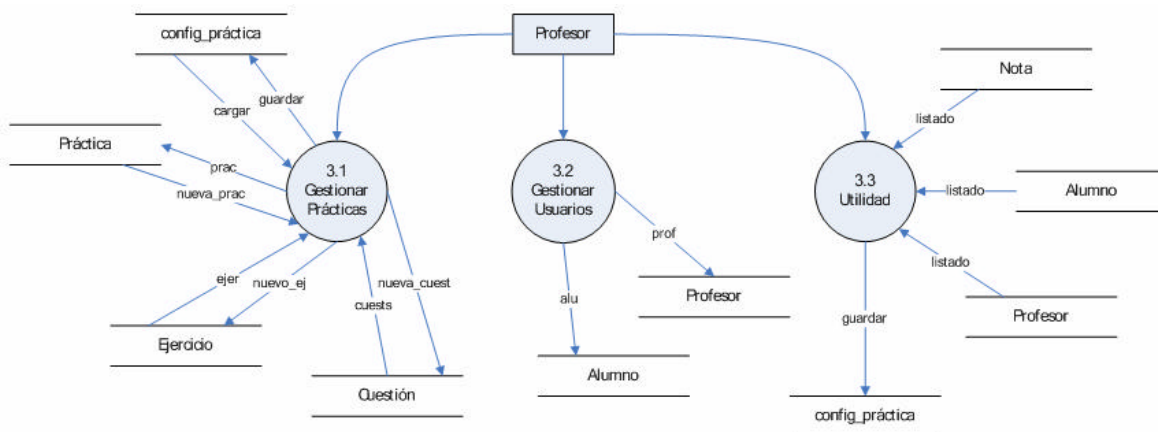 config_práctica
Profesor
Nota
guardar
cargar
listado
Práctica
prac
nueva_prac
3.1
Gestionar
Prácticas
3.2
Gestionar
Usuarios
3.3
Utilidad
listado
Alumno
prof
listado
ejer
nuevo_ej
nueva_cuest
cuests
alu
Profesor
guardar
Profesor
Ejercicio
Alumno
Cuestión
config_práctica